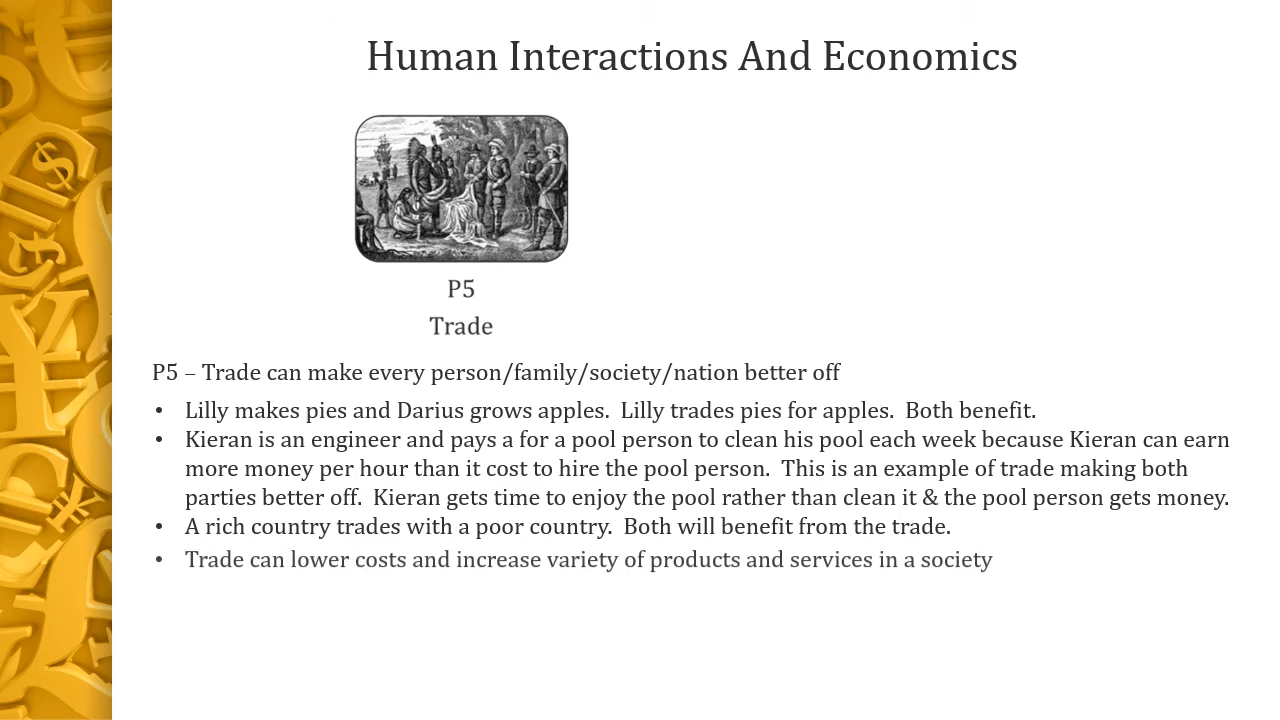 Human Interactions And Economics
P5
Trade
P5 – Trade can make every person/family/society/nation better off
• Lilly makes pies and Darius grows apples.  Lilly trades pies for apples.  Both benefit.
• Kieran is an engineer and pays a for a pool person to clean his pool each week because Kieran can earn
more money per hour than it cost to hire the pool person.  This is an example of trade making both
parties better off.  Kieran gets time to enjoy the pool rather than clean it & the pool person gets money.
• A rich country trades with a poor country.  Both will benefit from the trade.
• Trade can lower costs and increase variety of products and services in a society